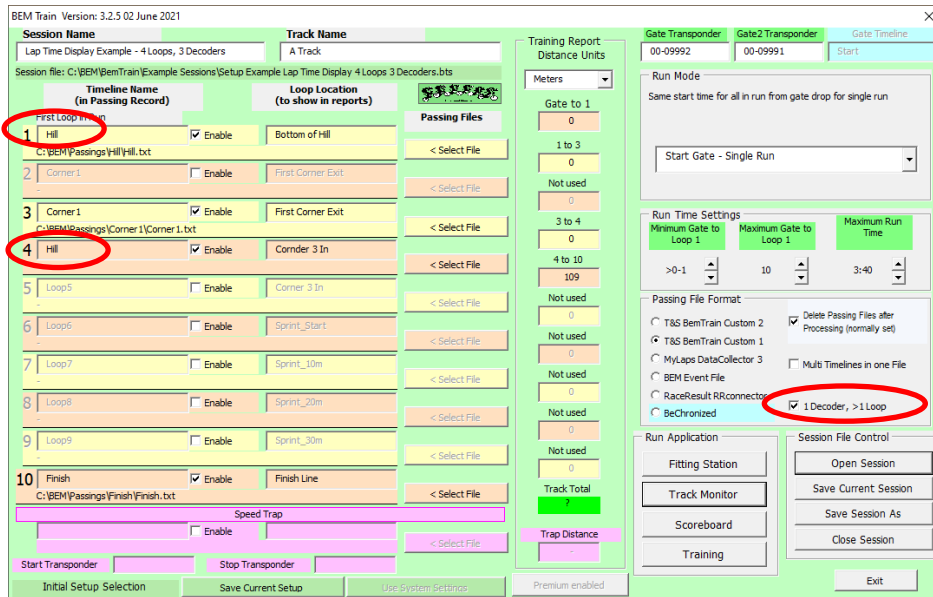 BEM Train Version: 3.2.5 02 June 2021
Session Name
Track Name
Lap Time Display Example - 4 Loops, 3 Decoders
A Track
Session file: C:\BEM\BemTrain\Example Sessions\Setup Example Lap Time Display 4 Loops 3 Decoders.bts
Timeline Name
(in Passing Record)
Loop Location
(to show in reports)
First Loop in Run
Passing Files
1 Hill Enable Bottom of Hill
C:\BEM\Passings\Hill\Hill.txt
< Select File
2 Corner1 Enable First Corner Exit
-
< Select File
3 Corner1 Enable First Corner Exit
C:\BEM\Passings\Corner1\Corner1.txt
< Select File
4 Hill Enable Cornder 3 In
< Select File
5 Loop5 Enable Corner 3 In
-
< Select File
6 Loop6 Enable Sprint_Start
-
< Select File
7 Loop7 Enable Sprint_10m
-
< Select File
8 Loop8 Enable Sprint_20m
-
< Select File
9 Loop9 Enable Sprint_30m
-
< Select File
10 Finish Enable Finish Line
C:\BEM\Passings\Finish\Finish.txt
< Select File
Speed Trap
Enable
-
< Select File
Start Transponder
Stop Transponder
Initial Setup Selection
Save Current Setup
Use System Settings
Training Report
Distance Units
Meters
Gate to 1
0
1 to 3
0
Not used
0
3 to 4
0
4 to 10
109
Not used
0
Not used
0
Not used
0
Not used
0
Not used
0
Track Total
?
Trap Distance
-
Premium enabled
Gate Transponder
Gate2 Transponder
Gate Timeline
00-09992
00-09991
Start
Run Mode
Same start time for all in run from gate drop for single run
Start Gate - Single Run
Run Time Settings
Minimum Gate to
Loop 1
Maximum Gate to
Loop 1
Maximum Run
Time
>0-1
10
3:40
Passing File Format
T&S BemTrain Custom 2
T&S BemTrain Custom 1
MyLaps DataCollector 3
BEM Event File
RaceResult RRconnector
BeChronized
Delete Passing Files after
Processing (normally set)
Multi Timelines in one File
1 Decoder, >1 Loop
Run Application
Fitting Station
Track Monitor
Scoreboard
Training
Session File Control
Open Session
Save Current Session
Save Session As
Close Session
Exit